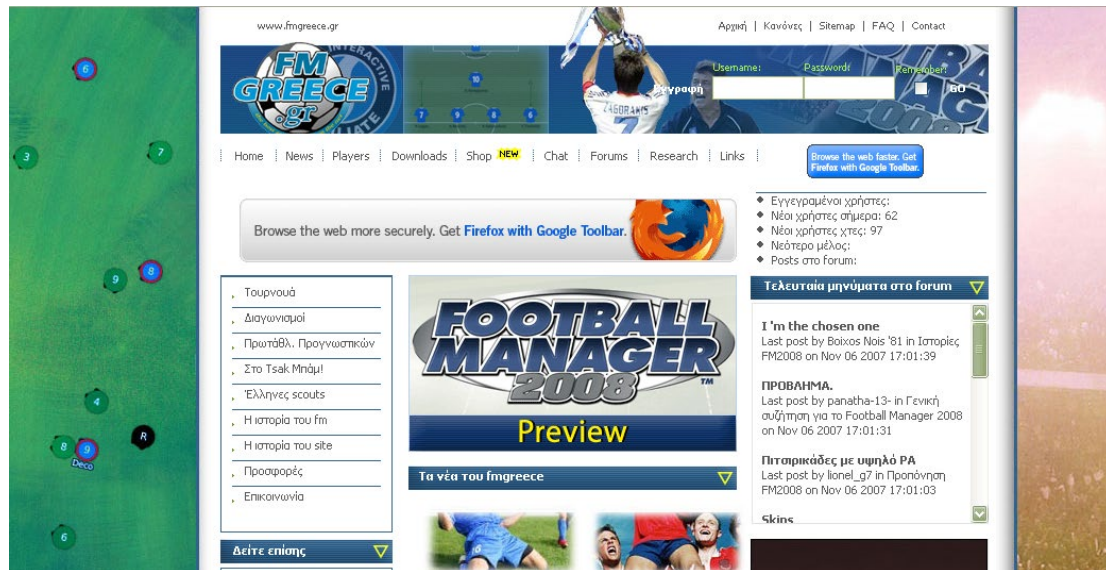 www.fmgreece.gr
Αρχική | Κανόνες | Sitemap | FAQ | Contact
FM
GREECE
.gr
INTERACTIVE
10
7 9 8 6
ZAGORAKIS
7
Εγγραφή
Username:
Password:
Remember:
GO
2008
Home News Players Downloads Shop NEW Chat Forums Research Links
Browse the web faster. Get
Firefox with Google Toolbar.
Browse the web more securely. Get Firefox with Google Toolbar.
Εγγεγραμένοι χρήστες:
Νέοι χρήστες σήμερα: 62
Νέοι χρήστες χτες: 97
Νεότερο μέλος:
Posts στο forum:
Τουρνουά
Διαγωνισμοί
Πρωτάθλ. Προγνωστικών
Στο Tsak Μπάμ!
Έλληνες scouts
Η ιστορία του fm
Η ιστορία του site
Προσφορές
Επικοινωνία
Δείτε επίσης
FOOTBALL
MANAGER
2008
TM
Preview
Τα νέα του fmgreece
Τελευταία μηνύματα στο forum
I 'm the chosen one
Last post by Boixos Nois '81 in Ιστορίες
FM2008 on Nov 06 2007 17:01:39
ΠΡΟΒΛΗΜΑ.
Last post by panatha-13- in Γενική
συζήτηση για το Football Manager 2008
on Nov 06 2007 17:01:31
Πιτσιρικάδες με υψηλό PA
Last post by lionel_g7 in Προπόνηση
FM2008 on Nov 06 2007 17:01:03
Skins
6
3
7
8
9
4
R
8
9
Deco
6